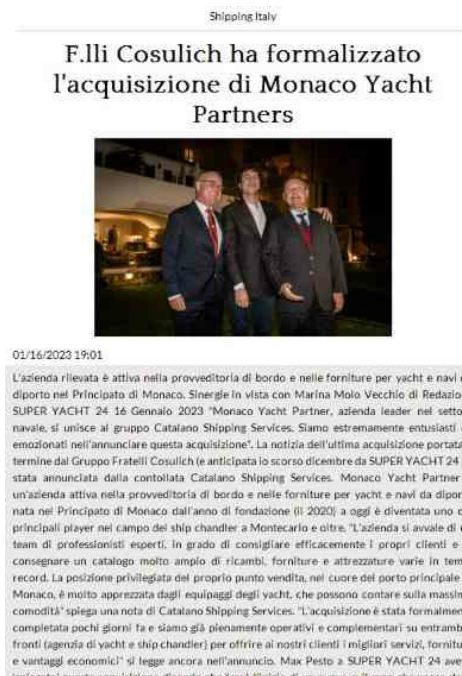 Shipping Italy
F.lli Cosulich ha formalizzato
l'acquisizione di Monaco Yacht
Partners
01/16/2023 19:01
L'azienda rilevata è attiva nella provveditoria di bordo e nelle forniture per yacht e navi
diporto nel Principato di Monaco. Sinergie in vista con Marina Molo Vecchio di
SUPER YACHT 24 16 Gennaio 2023 "Monaco Yacht Partner, azienda leader nel
navale, si unisce al gruppo Catalano Shipping Services. Siamo estremamente entusiasti
emozionati nell'annunciare questa acquisizione". La notizia dell'ultima acquisizione
termine dal Gruppo Fratelli Cosulich (e anticipata lo scorso dicembre da SUPER YACHT 24
stata annunciata dalla contollata Catalano Shipping Services. Monaco Yacht Partner
un'azienda attiva nella provveditoria di bordo e nelle forniture per yacht e navi da
nata nel Principato di Monaco dall'anno di fondazione (il 2020) a oggi è diventata uno
principali player nel campo dei ship chandler a Montecarlo e oltre. "L'azienda si avvale di
team di professionisti esperti, in grado di consigliare efficacemente i propri clienti e
consegnare un catalogo molto ampio di ricambi, forniture e attrezzature varie in
record. La posizione privilegiata del proprio punto vendita, nel cuore del porto principale
Monaco, è molto apprezzata dagli equipaggi degli yacht, che possono contare sulla
comodità" spiega una nota di Catalano Shipping Services. "L'acquisizione è stata
completata pochi giorni fa e siamo già pienamente operativi e complementari su
fronti (agenzia di yacht e ship chandler) per offrire ai nostri clienti i migliori servizi,
e vantaggi economici" si legge ancora nell'annuncio. Max Pesto a SUPER YACHT 24